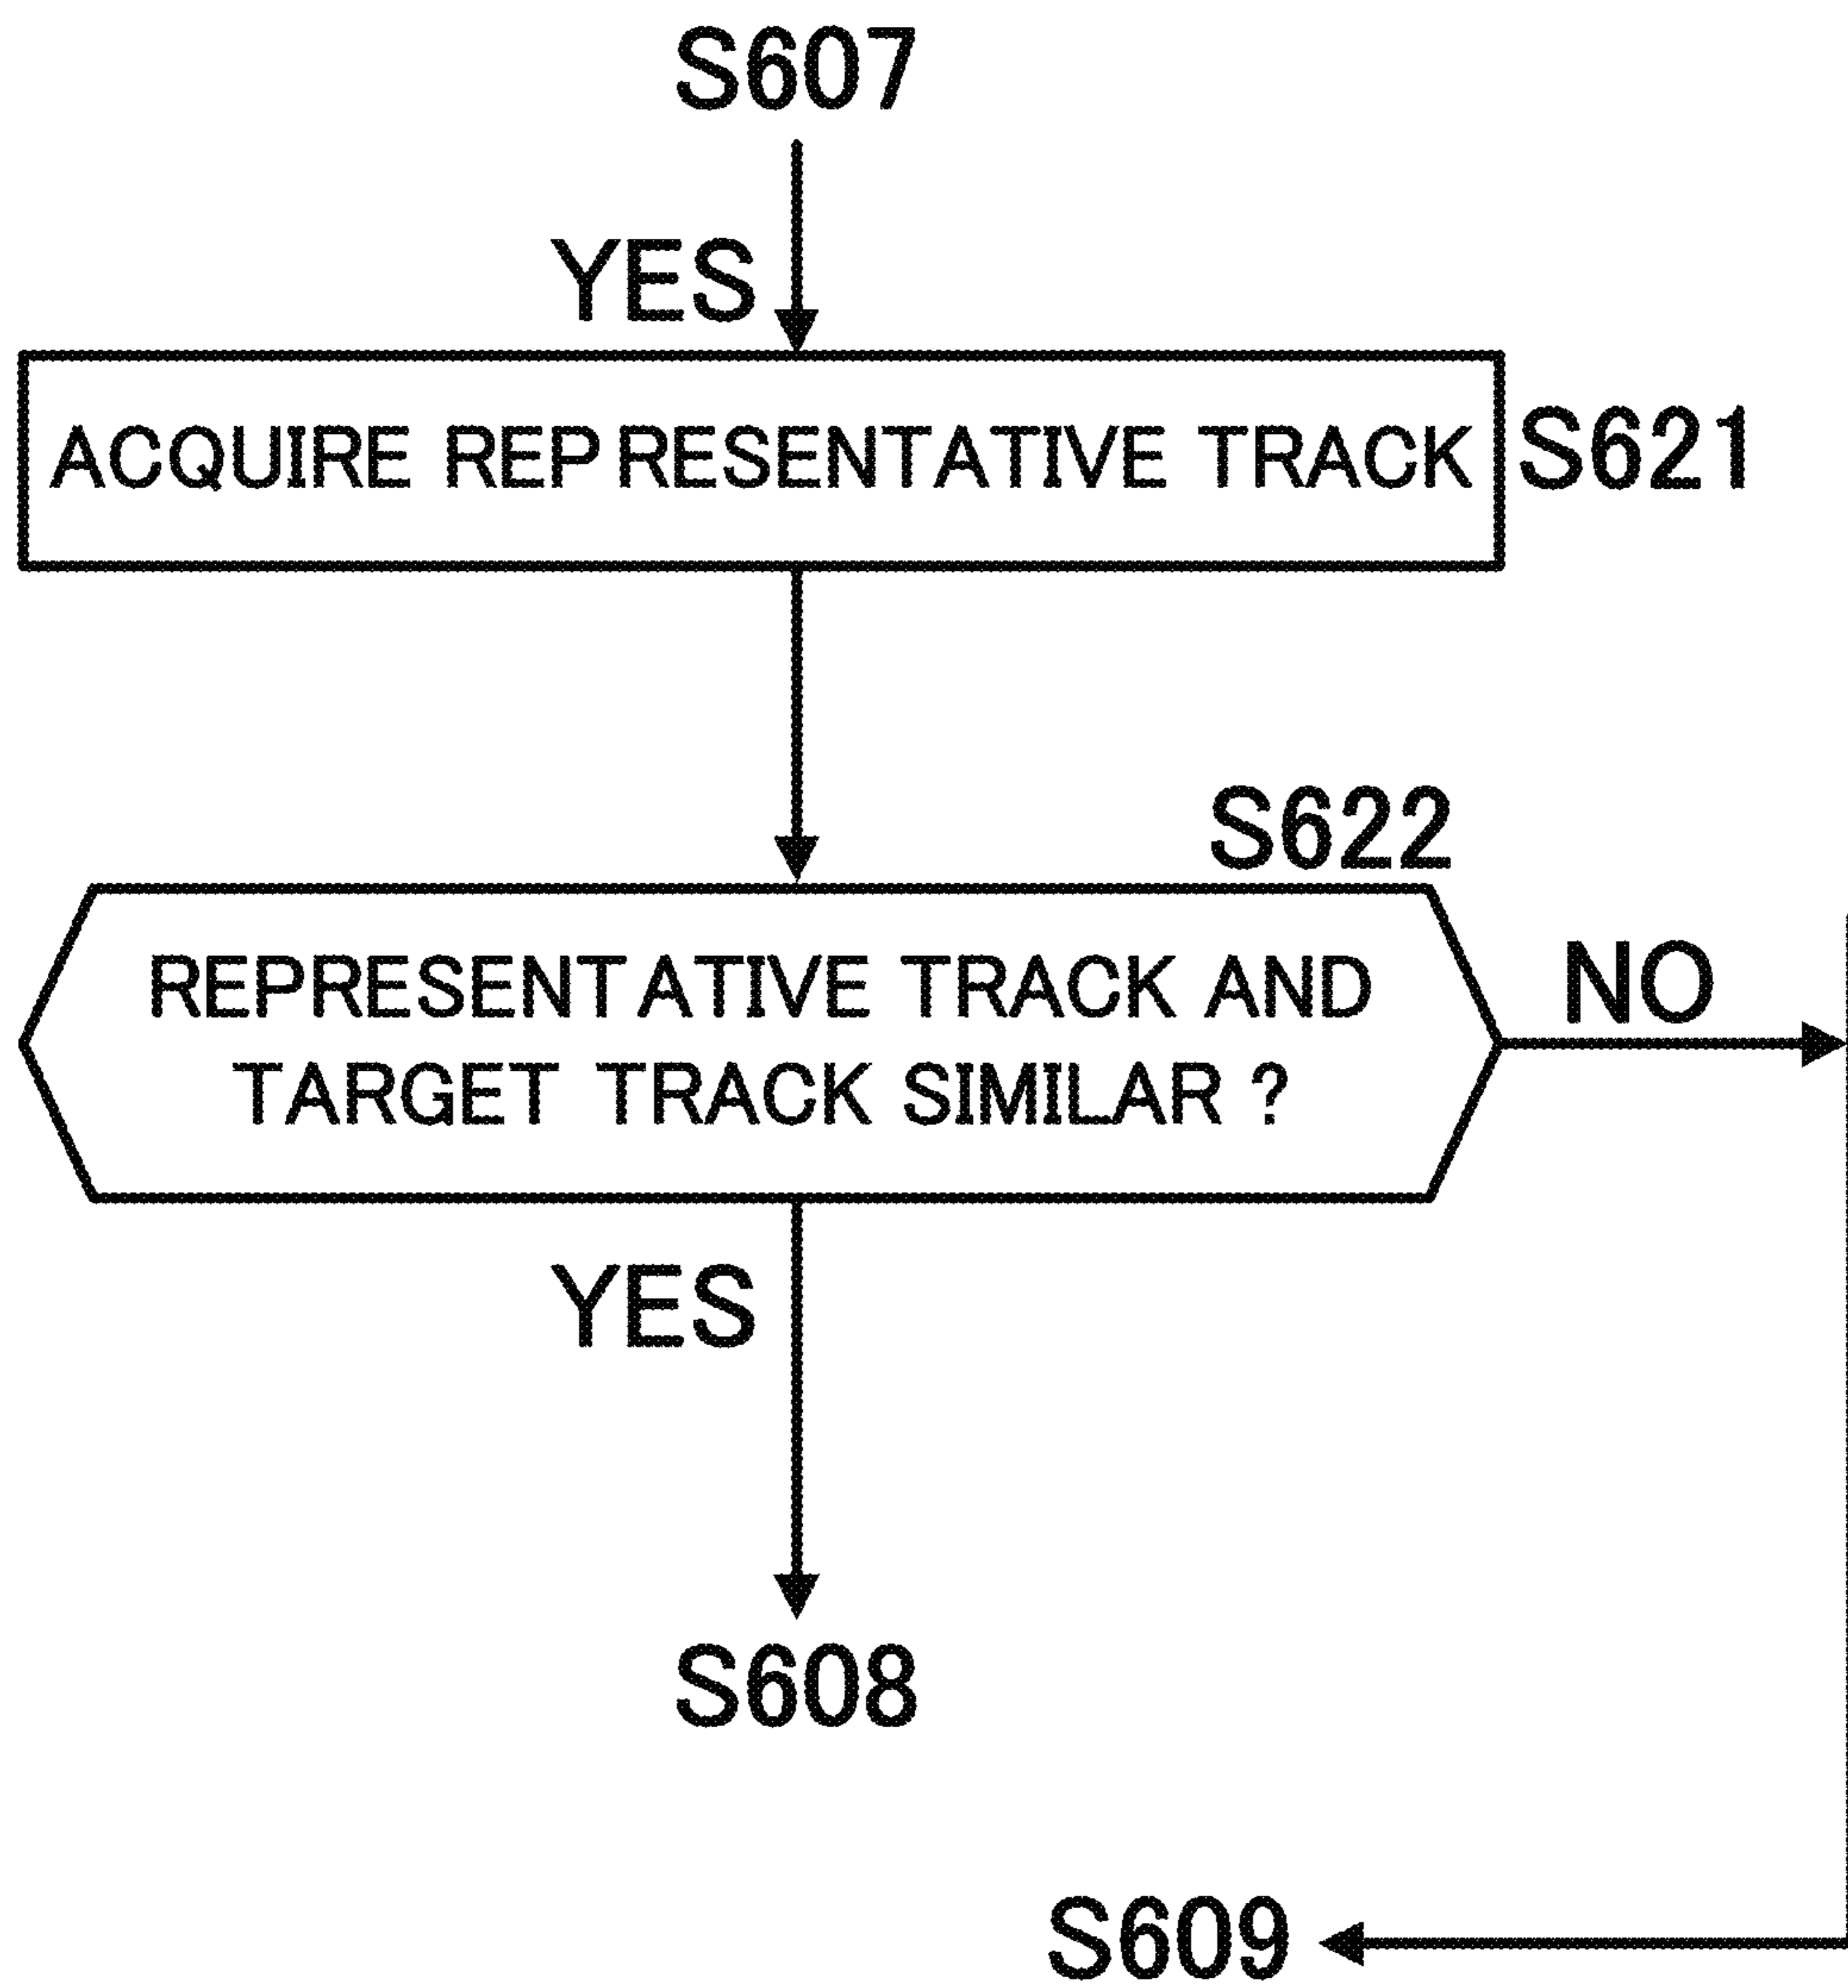 S607
YES
ACQUIRE REPRESENTATIVE TRACK
S621
S622
REPRESENTATIVE TRACK AND
TARGET TRACK SIMILAR ?
NO
YES
S608
S609